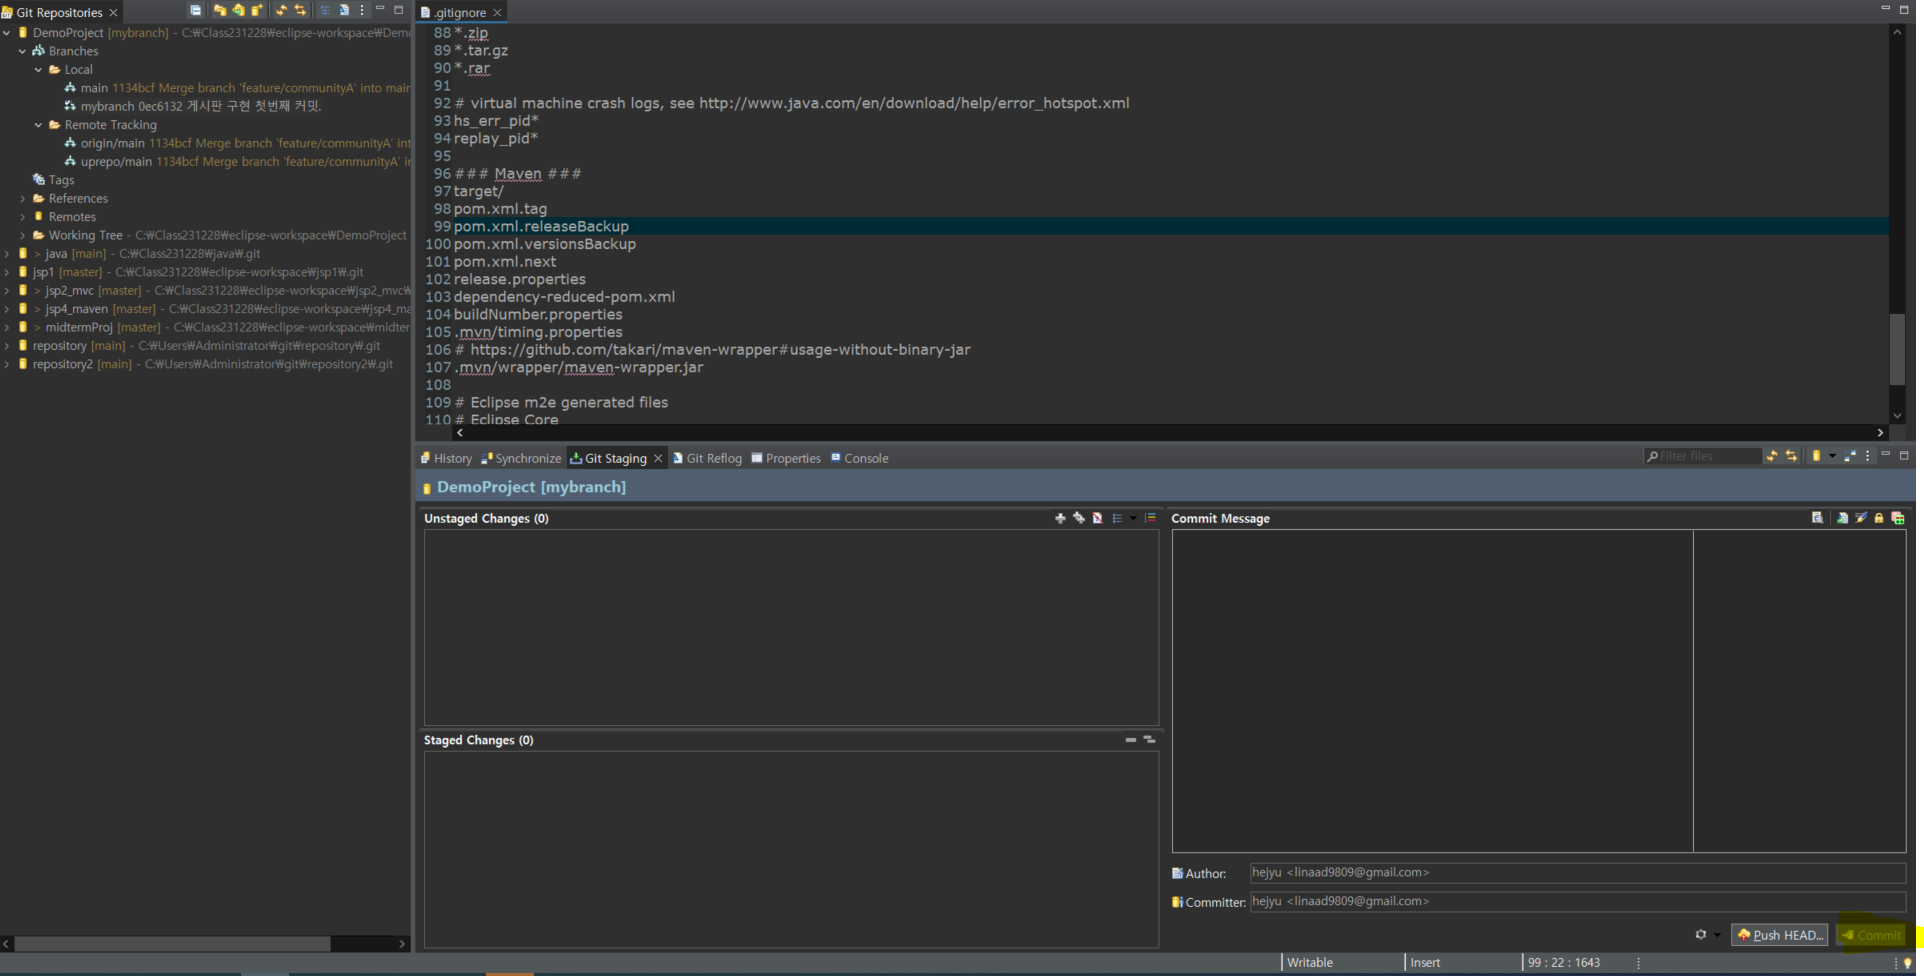 Git Repositories
DemoProject [mybranch] - C:₩Class231228₩eclipse-workspace₩Demo
Branches
Local
main 1134bcf Merge branch 'feature/communityA' into mair
mybranch 0ec6132 게시판 구현 첫번째 커밋.
Remote Tracking
origin/main 1134bcf Merge branch 'feature/communityA' int
uprepo/main 1134bcf Merge branch 'feature/communityA' ir
Tags
References
Remotes
Working Tree - C:₩Class231228₩eclipse-workspace₩DemoProject
> java [main] - C:₩Class231228₩java₩.git
jsp1 [master] - C:₩Class231228₩eclipse-workspace₩jsp1₩.git
> jsp2_mvc [master] - C:₩Class231228₩eclipse-workspace₩jsp2_mvc₩
> jsp4_maven [master] - C:₩Class231228₩eclipse-workspace₩jsp4_ma
> midtermProj [master] - C:₩Class231228₩eclipse-workspace₩midter
repository [main] - C:₩Users₩Administrator₩git₩repository₩.git
repository2 [main] - C:₩Users₩Administrator₩git₩repository2₩.git
.gitignore
88 *.zip
89 *.tar.gz
90 *.rar
91
92 # virtual machine crash logs, see http://www.java.com/en/download/help/error_hotspot.xml
93 hs_err_pid*
94 replay_pid*
95
96 ### Maven ###
97 target/
98 pom.xml.tag
99 pom.xml.releaseBackup
100 pom.xml.versionsBackup
101 pom.xml.next
102 release.properties
103 dependency-reduced-pom.xml
104 buildNumber.properties
105 .mvn/timing.properties
106 # https://github.com/takari/maven-wrapper#usage-without-binary-jar
107 .mvn/wrapper/maven-wrapper.jar
108
109 # Eclipse m2e generated files
110 # Eclipse Core
History Synchronize Git Staging Git Reflog Properties Console
Filter files
DemoProject [mybranch]
Unstaged Changes (0)
Staged Changes (0)
Commit Message
Author: hejyu <linaad9809@gmail.com>
Committer: hejyu <linaad9809@gmail.com>
Push HEAD... Commit
Writable Insert 99 : 22 : 1643